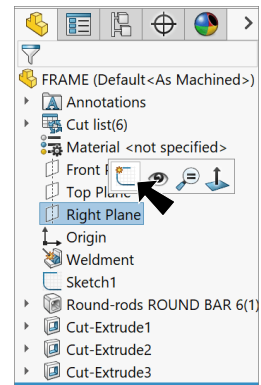 FRAME (Default<As Machined>)
Annotations
Cut list(6)
Material <not specified>
Front P
Top Plane
Right Plane
Origin
Weldment
Sketch1
Round-rods ROUND BAR 6(1)
Cut-Extrude1
Cut-Extrude2
Cut-Extrude3